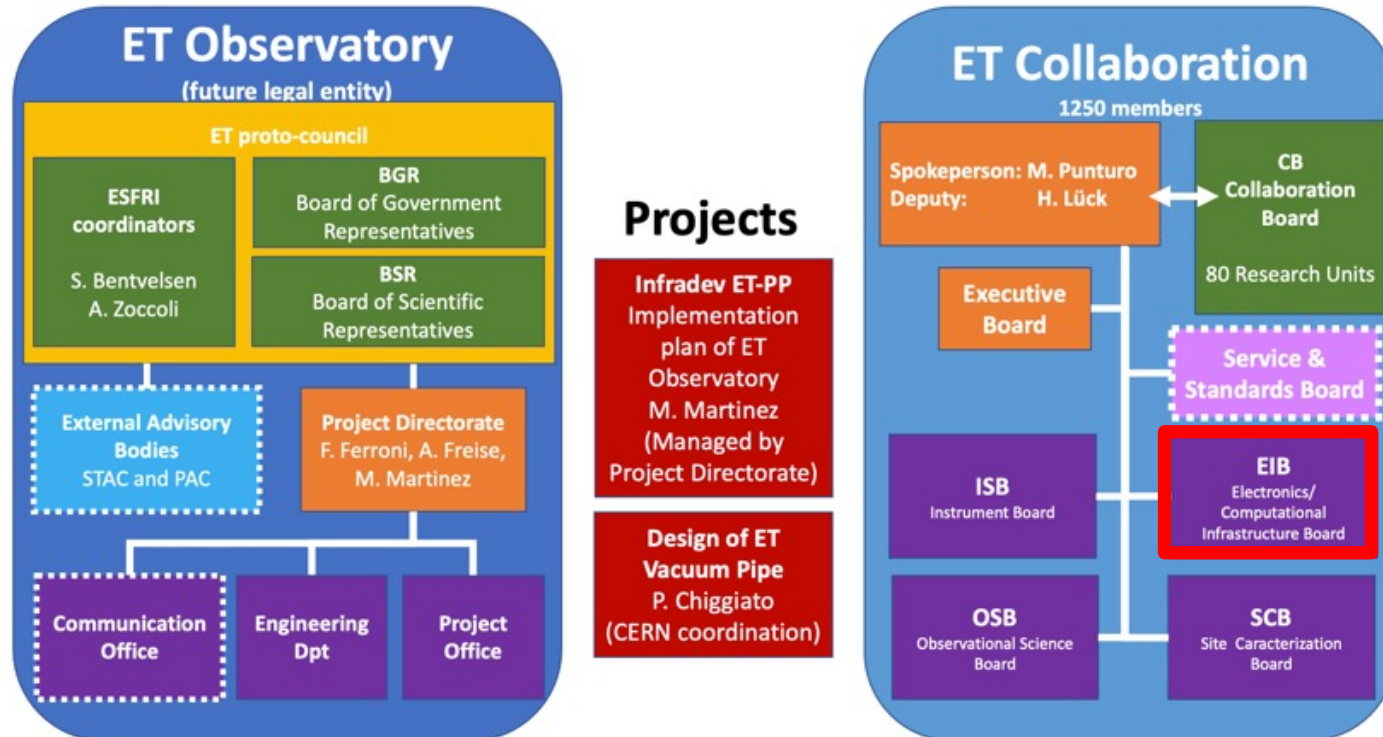 ET Observatory
(future legal entity)
ET proto-council
ESFRI
coordinators
S. Bentvelsen
A. Zoccoli
BGR
Board of Government
Representatives
BSR
Board of Scientific
Representatives
External Advisory
Bodies
STAC and PAC
Project Directorate
F. Ferroni, A. Freise,
M. Martinez
Communication
Office
Engineering
Dpt
Project
Office
Projects
Infradev ET-PP
Implementation
plan of ET
Observatory
M. Martinez
(Managed by
Project Directorate)
Design of ET
Vacuum Pipe
P. Chiggiato
(CERN coordination)
ET Collaboration
1250 members
Spokeperson: M. Punturo
Deputy: H. Lück
CB
Collaboration
Board
80 Research Units
Executive
Board
Service &
Standards Board
ISB
Instrument Board
EIB
Electronics/
Computational
Infrastructure Board
OSB
Observational Science
Board
SCB
Site Caracterization
Board